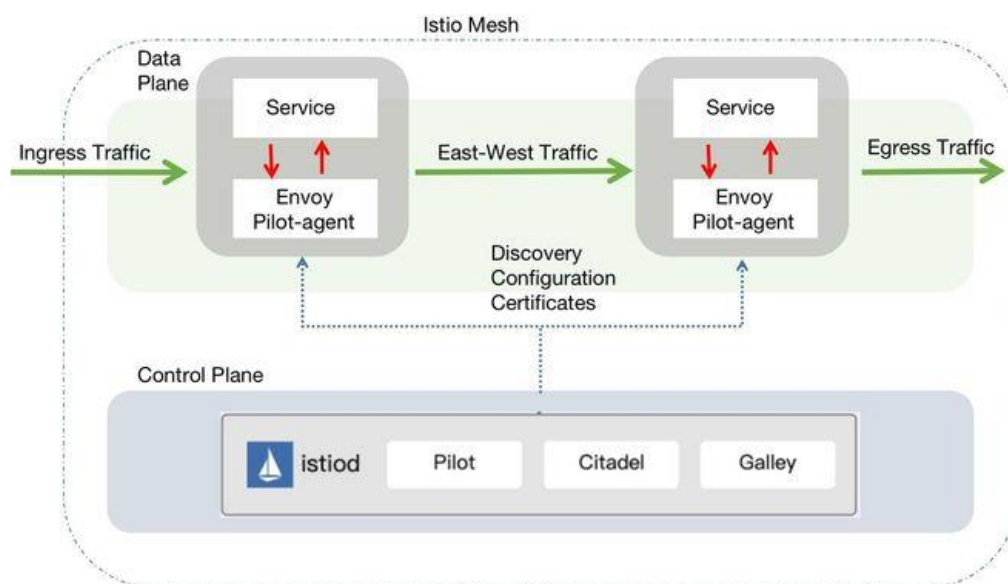 Istio Mesh
Data
Plane
Service
Service
Ingress Traffic
East-West Traffic
Egress Traffic
Envoy
Pilot-agent
Envoy
Pilot-agent
Discovery
Configuration
Certificates
Control Plane
istiod
Pilot
Citadel
Galley